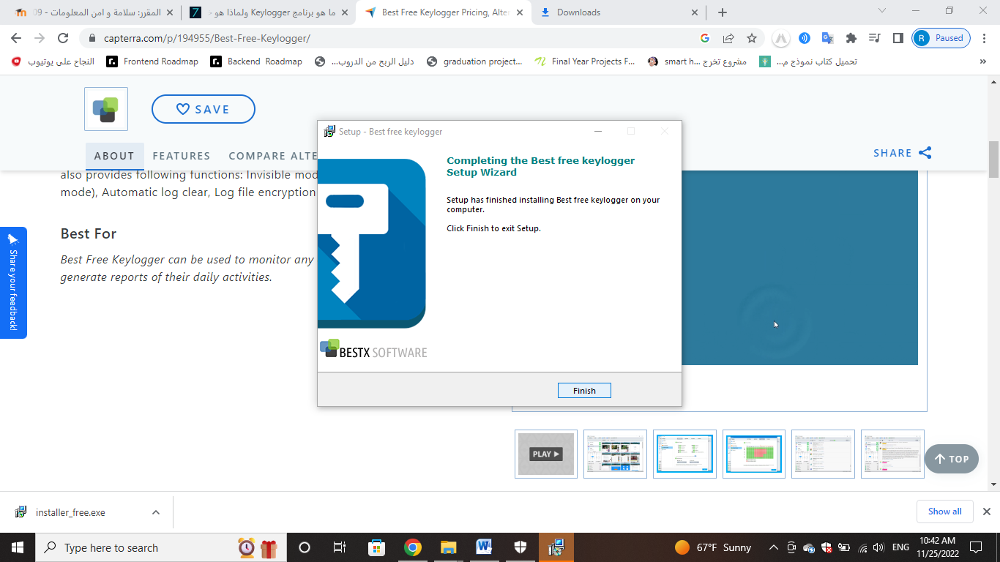 المقرر: سلامة و امن المعلومات - 09
ما هو برنامج Keylogger ولماذا هو
Best Free Keylogger Pricing, Alte
Downloads
capterra.com/p/194955/Best-Free-Keylogger/
R Paused
النجاح على يوتيوب
Frontend Roadmap
Backend Roadmap
دليل الربح من الدروب...
graduation project...
Final Year Projects F...
مشروع تخرج smart h...
تحميل كتاب نموذج م...
SAVE
ABOUT
FEATURES
COMPARE ALTE
SHARE
also provides following functions: Invisible mod
mode), Automatic log clear, Log file encryption
Best For
Best Free Keylogger can be used to monitor any
generate reports of their daily activities.
Share your feedback!
Setup - Best free keylogger
Completing the Best free keylogger
Setup Wizard
Setup has finished installing Best free keylogger on your
computer.
Click Finish to exit Setup.
BESTX SOFTWARE
Finish
PLAY
TOP
installer_free.exe
Show all
Type here to search
67°F Sunny
ENG
10:42 AM
11/25/2022